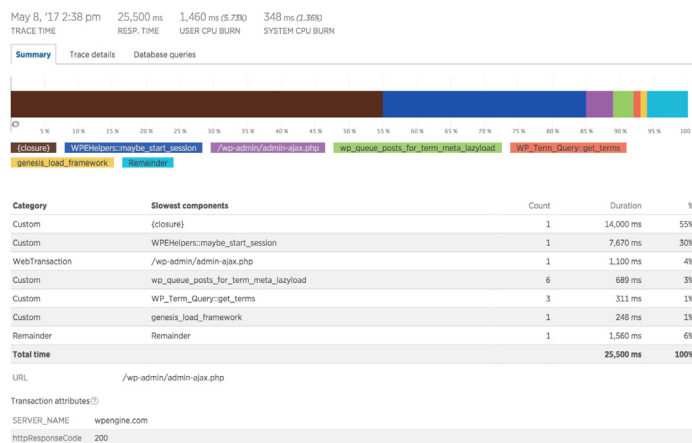 May 8, '17 2:38 pm 25,500 ms 1,460 ms (5.73%) 348 ms (1.36%)
TRACE TIME RESP. TIME USER CPU BURN SYSTEM CPU BURN
Summary Trace details Database queries
5 % 10 % 15 % 20 % 25 % 30 % 35 % 40 % 45 % 50 % 55 % 60 % 65 % 70 % 75 % 80 % 85 % 90 % 95 % 100
{closure} WPEHelpers::maybe_start_session /wp-admin/admin-ajax.php wp_queue_posts_for_term_meta_lazyload WP_Term_Query::get_terms
genesis_load_framework Remainder
Category Slowest components Count Duration %
Custom {closure} 1 14,000 ms 55%
Custom WPEHelpers::maybe_start_session 1 7,670 ms 30%
WebTransaction /wp-admin/admin-ajax.php 1 1,100 ms 4%
Custom wp_queue_posts_for_term_meta_lazyload 6 689 ms 3%
Custom WP_Term_Query::get_terms 3 311 ms 1%
Custom genesis_load_framework 1 248 ms 1%
Remainder Remainder 1 1,560 ms 6%
Total time 25,500 ms 100%
URL /wp-admin/admin-ajax.php
Transaction attributes ?
SERVER_NAME wpengine.com
httpResponseCode 200